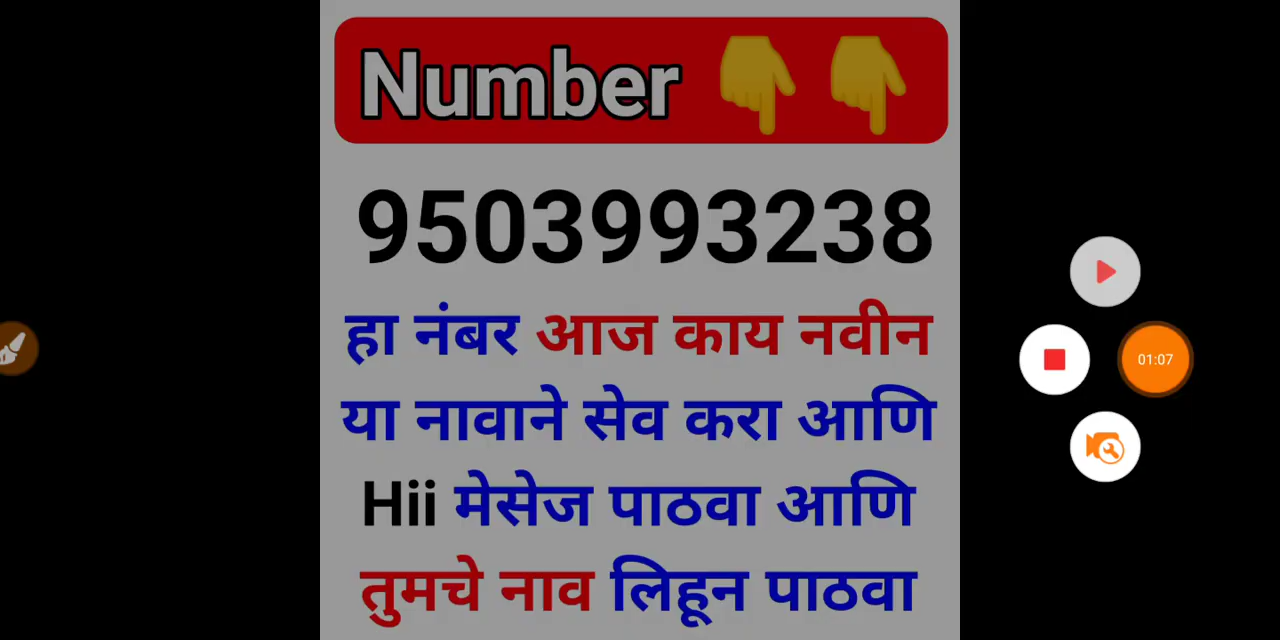 Number 👇 👇
9503993238
हा नंबर आज काय नवीन
या नावाने सेव करा आणि
Hii मेसेज पाठवा आणि
तुमचे नाव लिहून पाठवा
01:07